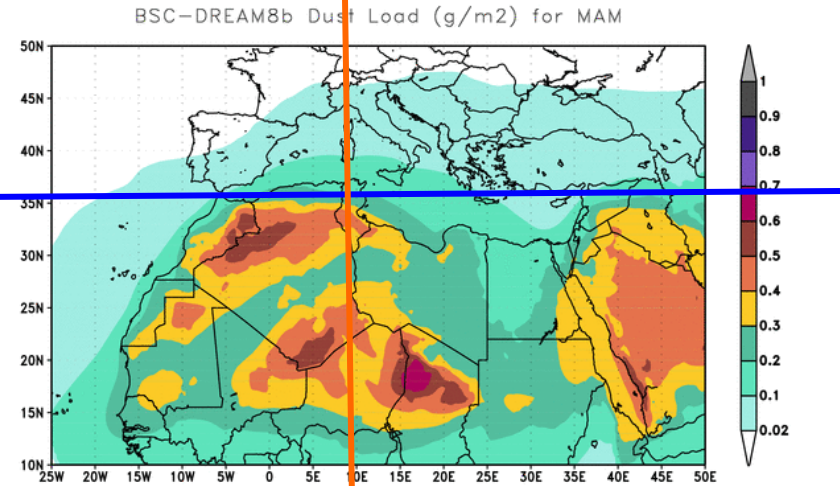 BSC−DREAM8b Dust Load (g/m2) for MAM
50N
45N
40N
35N
30N
25N
20N
15N
10N
25W 20W 15W 10W 5W 0 5E 10E 15E 20E 25E 30E 35E 40E 45E 50E
1
0.9
0.8
0.7
0.6
0.5
0.4
0.3
0.2
0.1
0.02